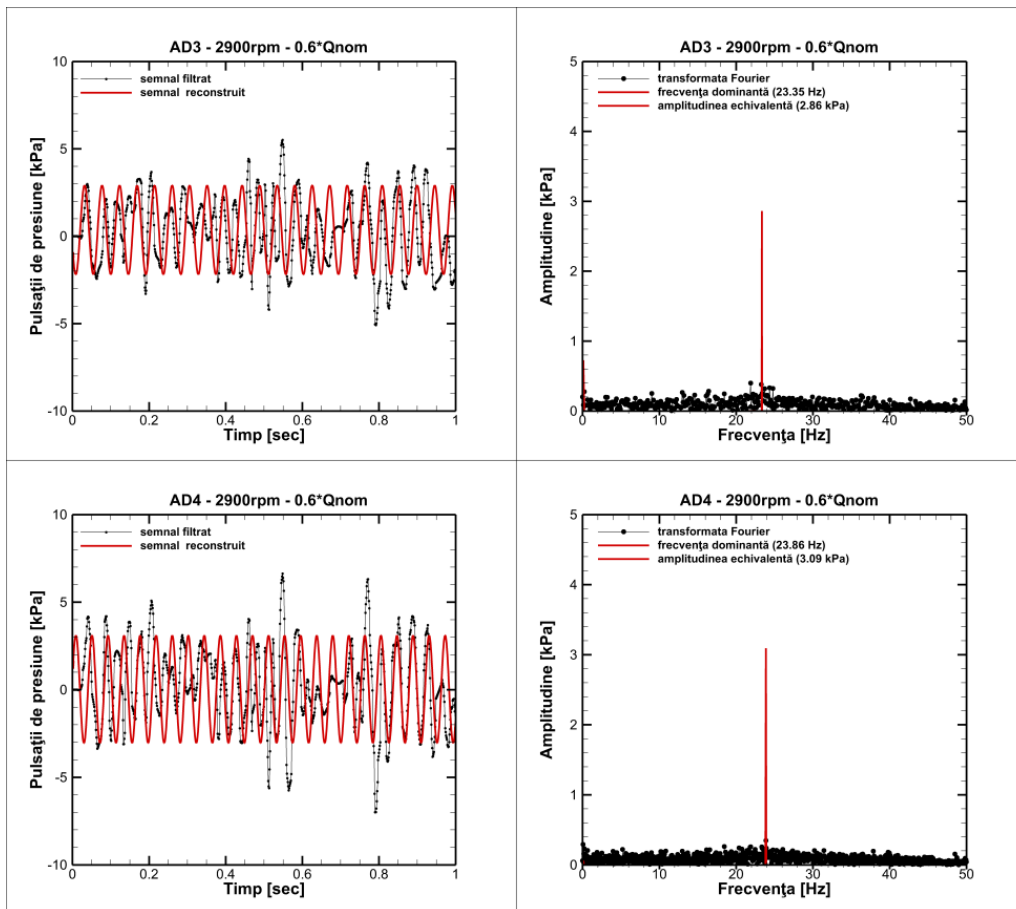 AD3 - 2900rpm - 0.6*Qnom
semnal filtrat
semnal reconstruit
Pulsaţii de presiune [kPa]
10
5
0
-5
-10
0
0.2
0.4
0.6
0.8
1
Timp [sec]
AD3 - 2900rpm - 0.6*Qnom
transformata Fourier
frecvenţa dominantă (23.35 Hz)
amplitudinea echivalentă (2.86 kPa)
Amplitudine [kPa]
5
4
3
2
1
0
0
10
20
30
40
50
Frecvenţa [Hz]
AD4 - 2900rpm - 0.6*Qnom
semnal filtrat
semnal reconstruit
Pulsaţii de presiune [kPa]
10
5
0
-5
-10
0
0.2
0.4
0.6
0.8
1
Timp [sec]
AD4 - 2900rpm - 0.6*Qnom
transformata Fourier
frecvenţa dominantă (23.86 Hz)
amplitudinea echivalentă (3.09 kPa)
Amplitudine [kPa]
5
4
3
2
1
0
0
10
20
30
40
50
Frecvenţa [Hz]